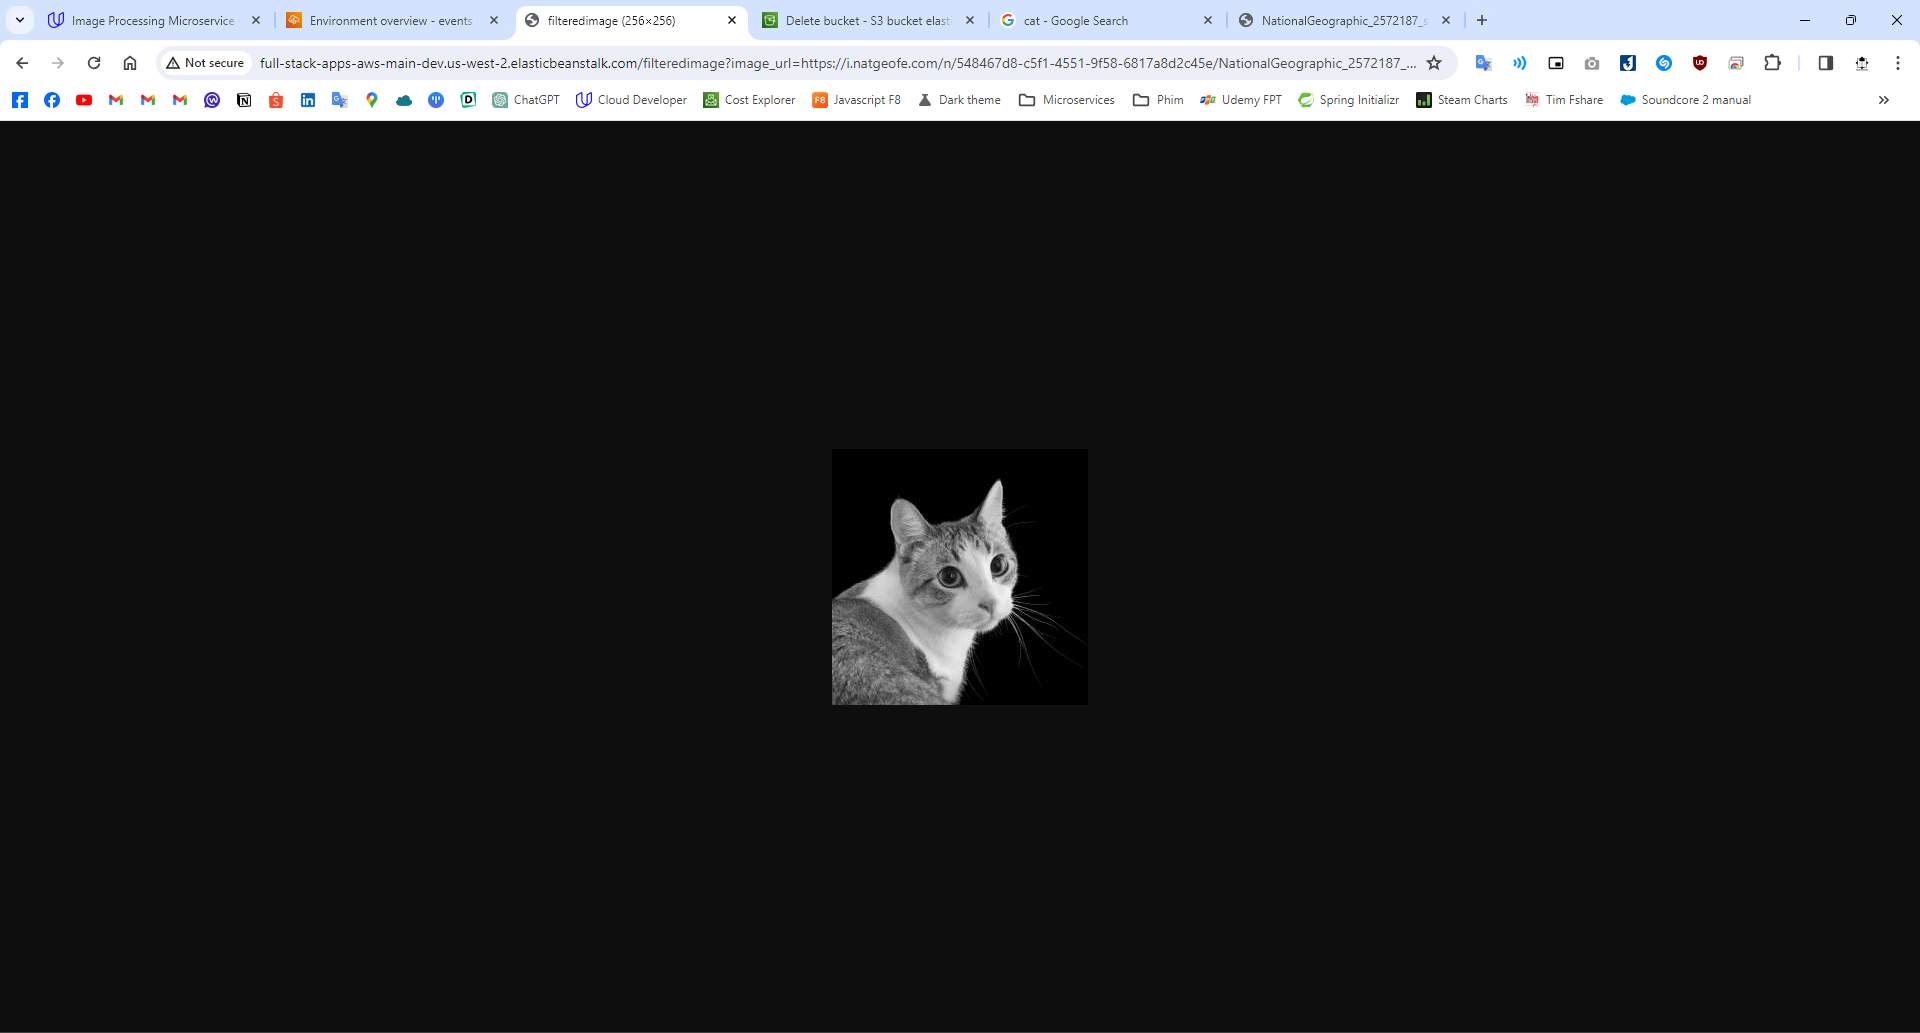 Image Processing Microservice
Environment overview - events
filteredimage (256×256)
Delete bucket - S3 bucket elast
cat - Google Search
NationalGeographic_2572187_s
Not secure
full-stack-apps-aws-main-dev.us-west-2.elasticbeanstalk.com/filteredimage?image_url=https://i.natgeofe.com/n/548467d8-c5f1-4551-9f58-6817a8d2c45e/NationalGeographic_2572187_...
ChatGPT
Cloud Developer
Cost Explorer
F8
Javascript F8
Dark theme
Microservices
Phim
Udemy FPT
Spring Initializr
Steam Charts
Tim Fshare
Soundcore 2 manual